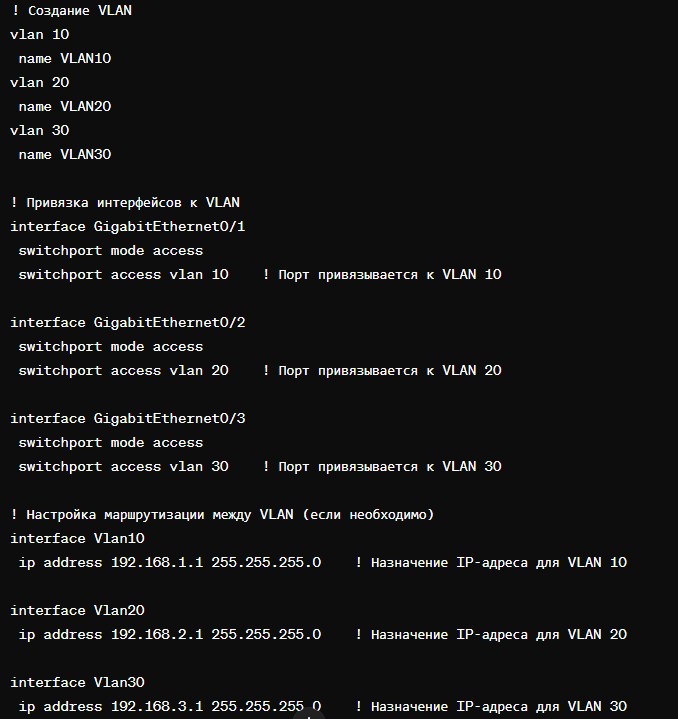 ! Создание VLAN
vlan 10
 name VLAN10
vlan 20
 name VLAN20
vlan 30
 name VLAN30

! Привязка интерфейсов к VLAN
interface GigabitEthernet0/1
 switchport mode access
 switchport access vlan 10    ! Порт привязывается к VLAN 10

interface GigabitEthernet0/2
 switchport mode access
 switchport access vlan 20    ! Порт привязывается к VLAN 20

interface GigabitEthernet0/3
 switchport mode access
 switchport access vlan 30    ! Порт привязывается к VLAN 30

! Настройка маршрутизации между VLAN (если необходимо)
interface Vlan10
 ip address 192.168.1.1 255.255.255.0    ! Назначение IP-адреса для VLAN 10

interface Vlan20
 ip address 192.168.2.1 255.255.255.0    ! Назначение IP-адреса для VLAN 20

interface Vlan30
 ip address 192.168.3.1 255.255.255.0    ! Назначение IP-адреса для VLAN 30